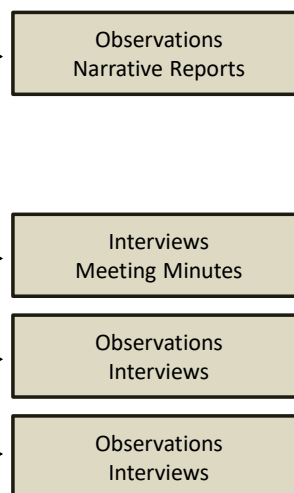 Observations
Narrative Reports
Interviews
Meeting Minutes
Observations
Interviews
Observations
Interviews